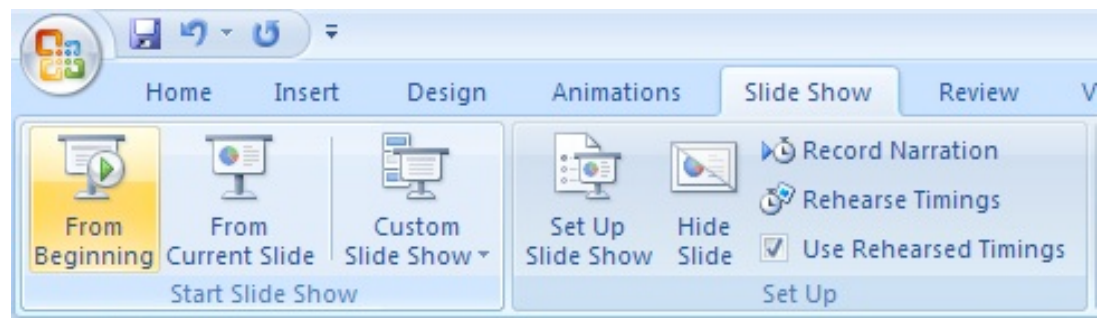 Home Insert Design Animations Slide Show Review
From Beginning
From Current Slide
Custom Slide Show
Start Slide Show
Set Up Slide Show
Hide Slide
Record Narration
Rehearse Timings
Use Rehearsed Timings
Set Up